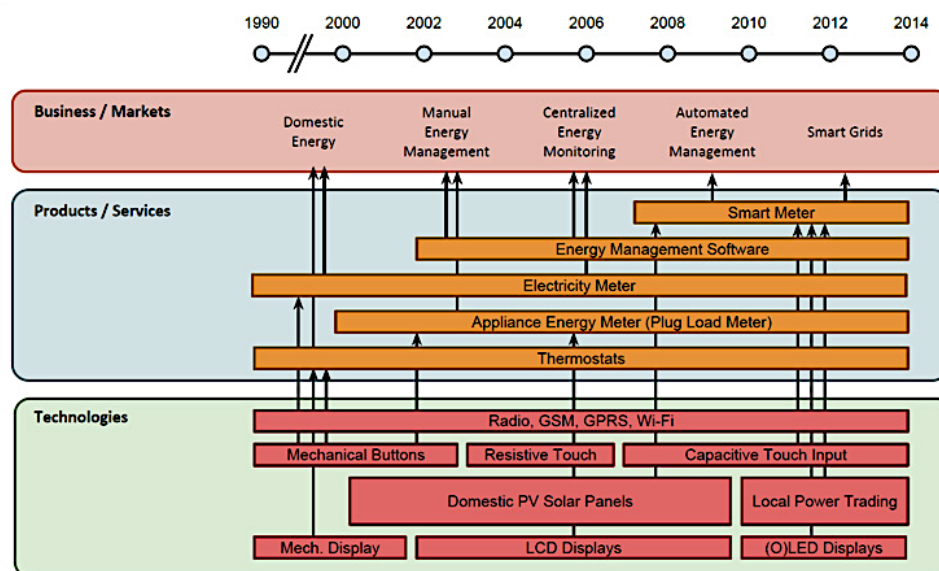 1990 2000 2002 2004 2006 2008 2010 2012 2014
Business / Markets
Domestic
Energy
Manual
Energy
Management
Centralized
Energy
Monitoring
Automated
Energy
Management
Smart Grids
Products / Services
Smart Meter
Energy Management Software
Electricity Meter
Appliance Energy Meter (Plug Load Meter)
Thermostats
Technologies
Radio, GSM, GPRS, Wi-Fi
Mechanical Buttons
Resistive Touch
Capacitive Touch Input
Domestic PV Solar Panels
Local Power Trading
Mech. Display
LCD Displays
(O)LED Displays